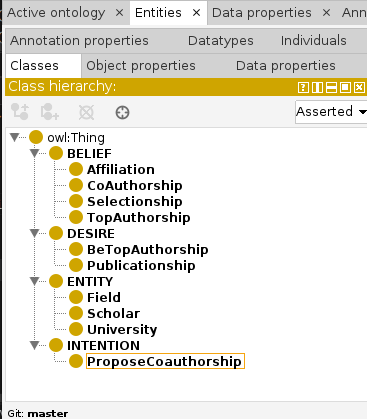 Active ontology × Entities × Data properties × Ann
Annotation properties Datatypes Individuals
Classes Object properties Data properties
Class hierarchy:
Asserted
owl:Thing
BELIEF
Affiliation
CoAuthorship
Selectionship
TopAuthorship
DESIRE
BeTopAuthorship
Publicationship
ENTITY
Field
Scholar
University
INTENTION
ProposeCoauthorship
Git: master